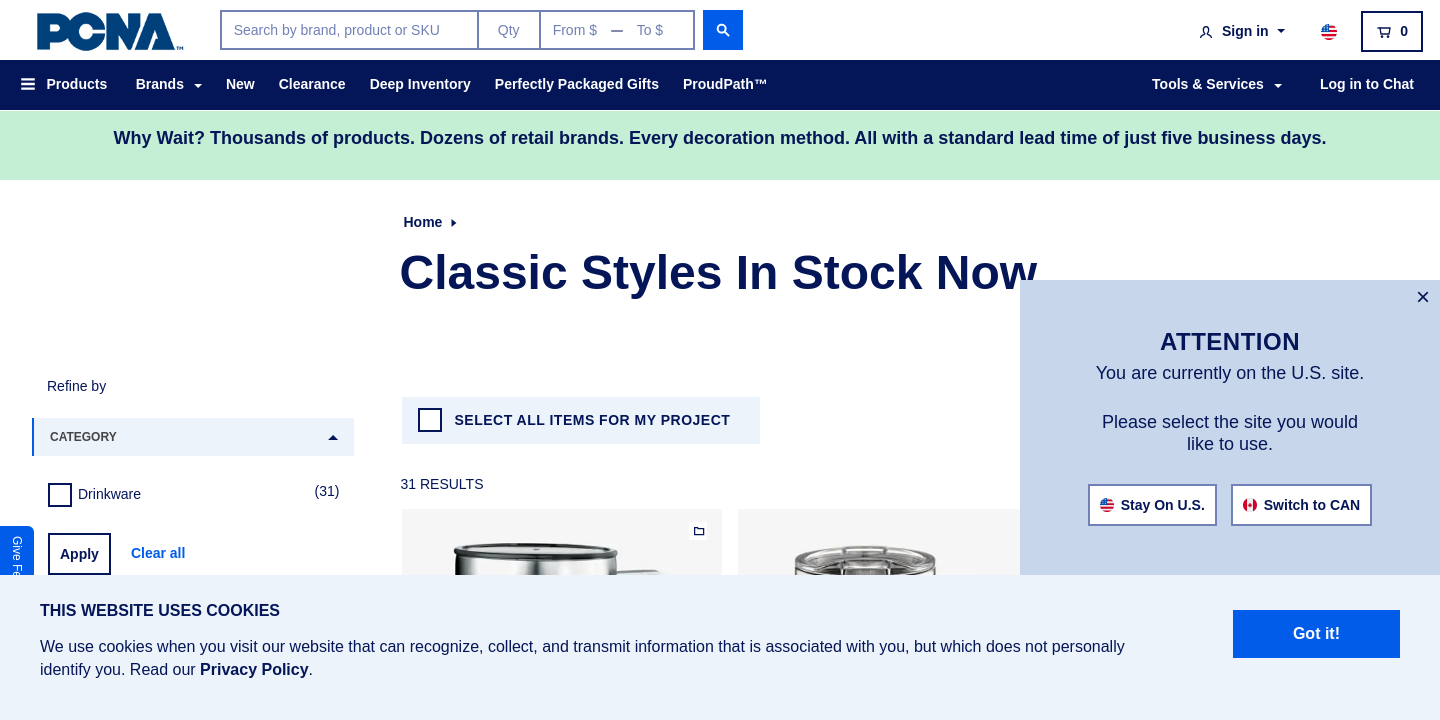 PCNA™
Search by brand, product or SKU
Qty
From $ — To $
Sign in
0
Products
Brands
New
Clearance
Deep Inventory
Perfectly Packaged Gifts
ProudPath™
Tools & Services
Log in to Chat
Why Wait? Thousands of products. Dozens of retail brands. Every decoration method. All with a standard lead time of just five business days.
Home
Classic Styles In Stock Now
Refine by
CATEGORY
Drinkware
(31)
Apply
Clear all
Give Fe
SELECT ALL ITEMS FOR MY PROJECT
31 RESULTS
×
ATTENTION
You are currently on the U.S. site.
Please select the site you would
like to use.
Stay On U.S.
Switch to CAN
THIS WEBSITE USES COOKIES
We use cookies when you visit our website that can recognize, collect, and transmit information that is associated with you, but which does not personally
identify you. Read our Privacy Policy.
Got it!